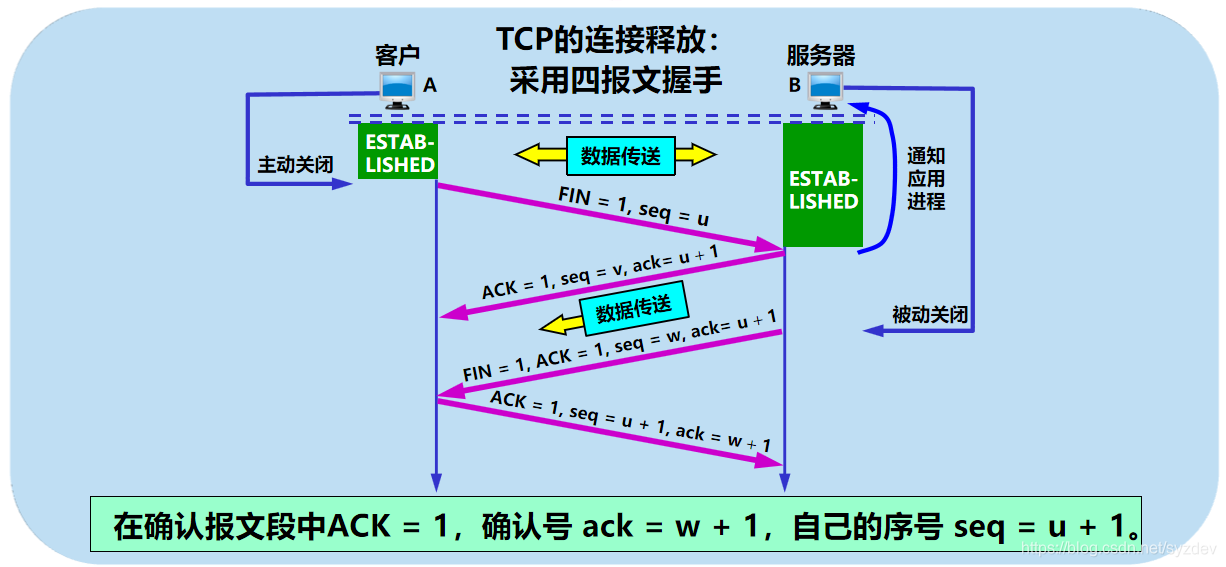 TCP的连接释放：
采用四报文握手
客户
服务器
A
B
ESTAB-
LISHED
数据传送
ESTAB-
LISHED
通知
应用
进程
主动关闭
FIN = 1, seq = u
ACK = 1, seq = v, ack= u + 1
数据传送
被动关闭
FIN = 1, ACK = 1, seq = w, ack= u + 1
ACK = 1, seq = u + 1, ack = w + 1
在确认报文段中ACK = 1，确认号 ack = w + 1，自己的序号 seq = u + 1。
https://blog.csdn.net/syzdev